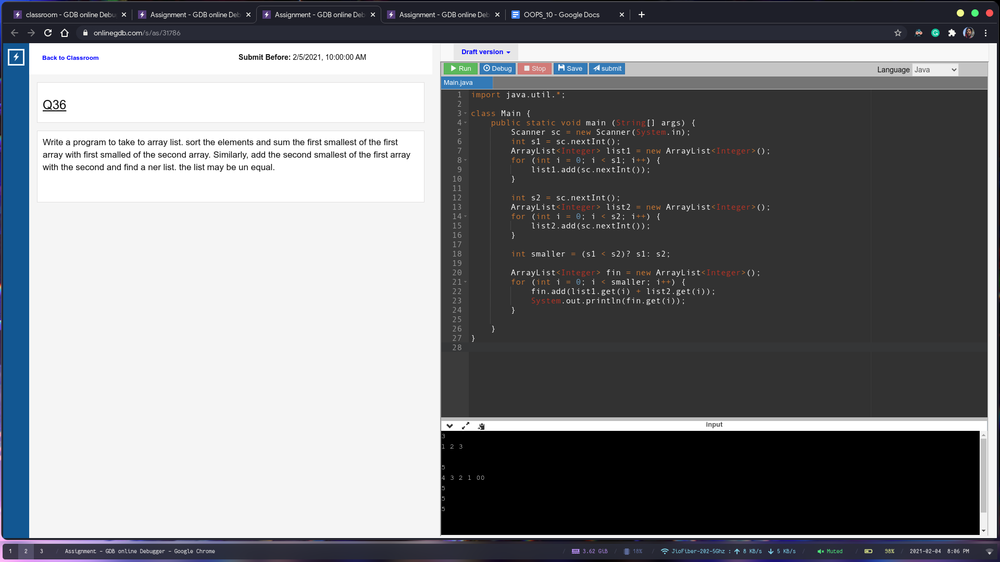 classroom - GDB online Debu
Assignment - GDB online Deb
Assignment - GDB online Deb
Assignment - GDB online Deb
OOPS_10 - Google Docs
onlinegdb.com/s/as/31786
Back to Classroom
Submit Before: 2/5/2021, 10:00:00 AM
Q36
Write a program to take to array list. sort the elements and sum the first smallest of the first
array with first smalled of the second array. Similarly, add the second smallest of the first array
with the second and find a ner list. the list may be un equal.
Draft version
Run Debug Stop Save submit
Language Java
Main.java
1 import java.util.*;
2
3 class Main {
4     public static void main (String[] args) {
5         Scanner sc = new Scanner(System.in);
6         int s1 = sc.nextInt();
7         ArrayList<Integer> list1 = new ArrayList<Integer>();
8         for (int i = 0; i < s1; i++) {
9             list1.add(sc.nextInt());
10         }
11
12         int s2 = sc.nextInt();
13         ArrayList<Integer> list2 = new ArrayList<Integer>();
14         for (int i = 0; i < s2; i++) {
15             list2.add(sc.nextInt());
16         }
17
18         int smaller = (s1 < s2)? s1: s2;
19
20         ArrayList<Integer> fin = new ArrayList<Integer>();
21         for (int i = 0; i < smaller; i++) {
22             fin.add(list1.get(i) + list2.get(i));
23             System.out.println(fin.get(i));
24         }
25
26     }
27 }
28
input
3
1 2 3
5
4 3 2 1 00
5
5
5
1 2 3 / Assignment - GDB online Debugger - Google Chrome / 3.62 GiB / 18% / JioFiber-202-5Ghz : 8 KB/s 5 KB/s / Muted / 98% / 2021-02-04 8:06 PM